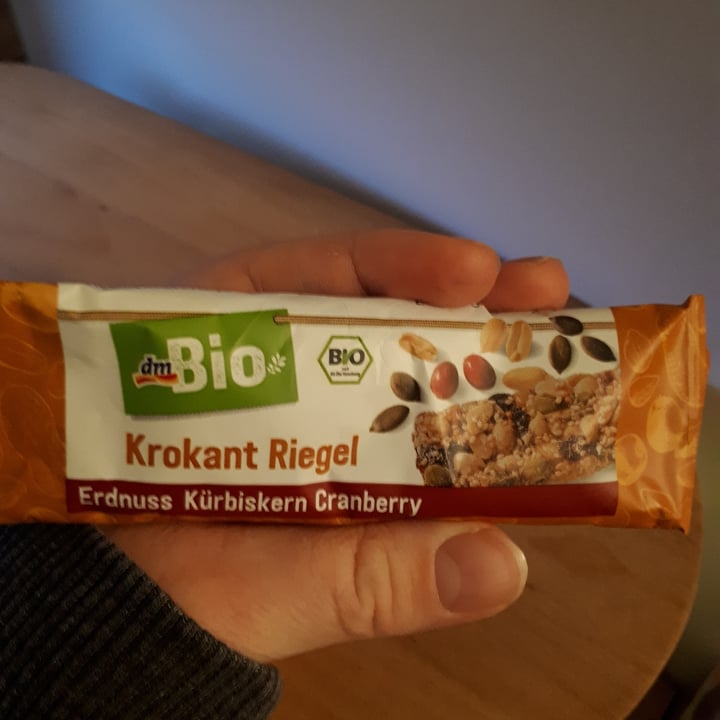 dm Bio
BIO
Krokant Riegel
Erdnuss Kürbiskern Cranberry